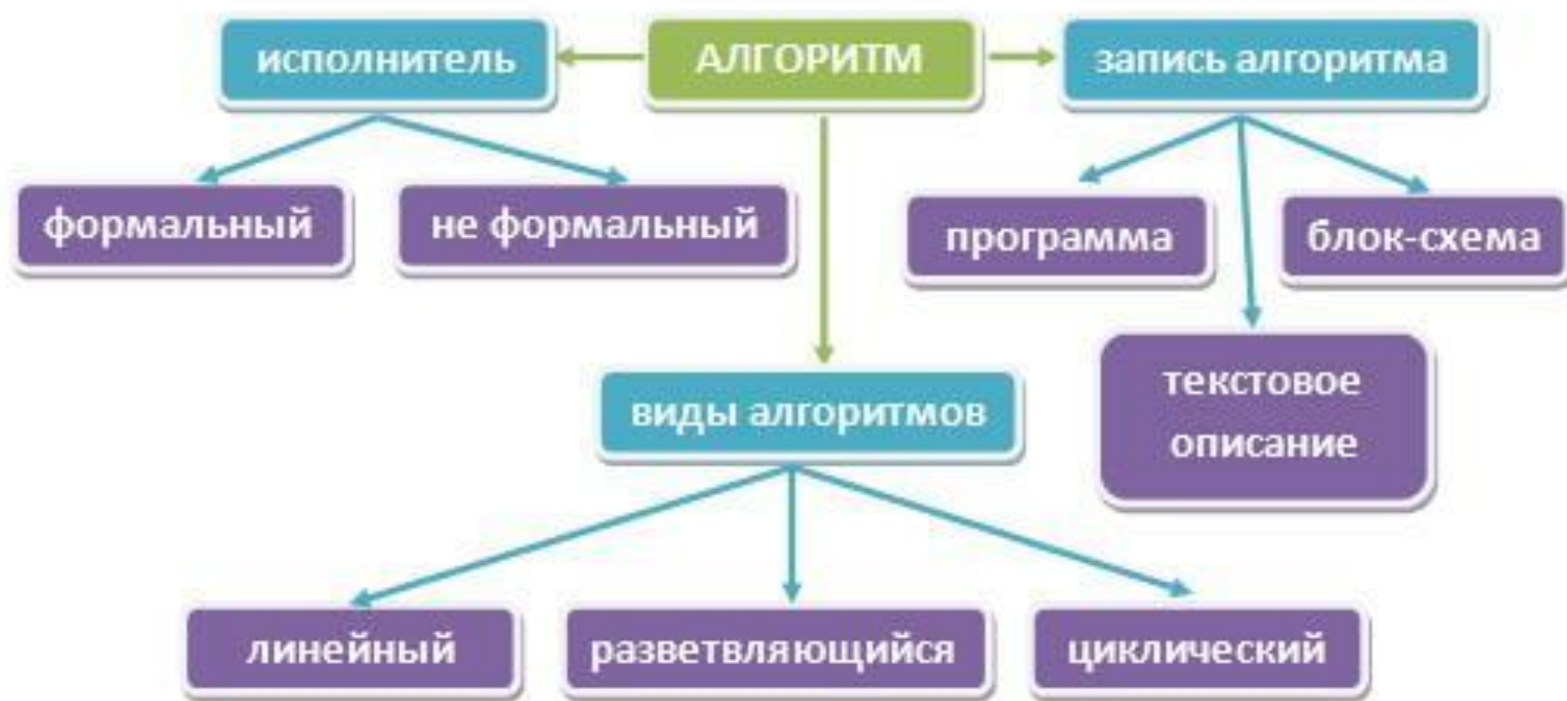 исполнитель
АЛГОРИТМ
запись алгоритма
формальный
не формальный
программа
блок-схема
текстовое
описание
виды алгоритмов
линейный
разветвляющийся
циклический